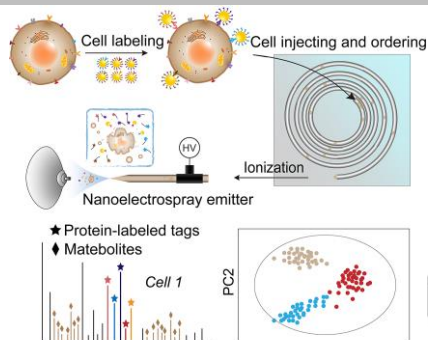 Cell labeling
Cell injecting and ordering
HV
Ionization
Nanoelectrospray emitter
★ Protein-labeled tags
♦ Matebolites
Cell 1
PC2